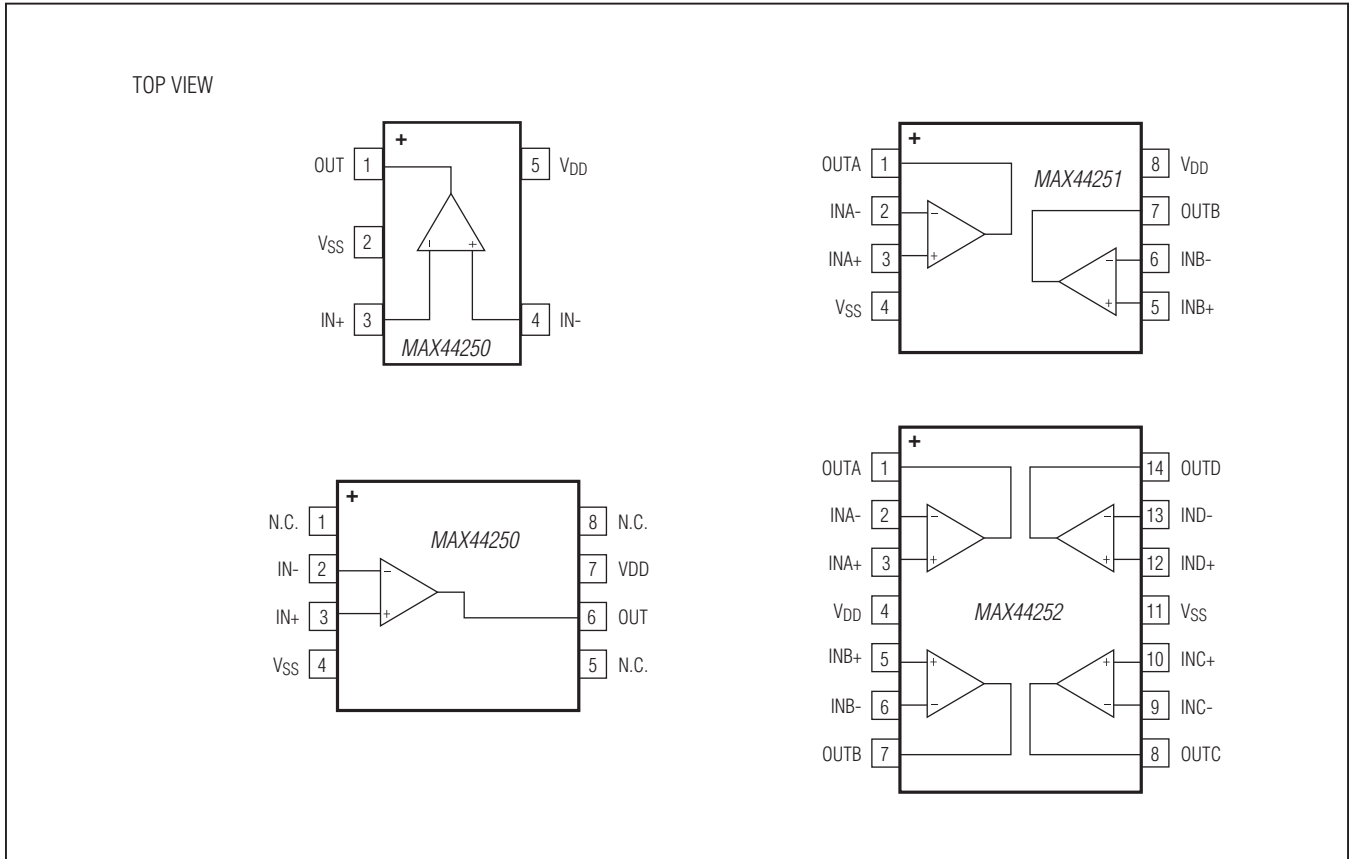 TOP VIEW
+
OUT 1
5 VDD
VSS 2
− +
IN+ 3
4 IN-
MAX44250
+
OUTA 1
8 VDD
MAX44251
INA- 2 −
7 OUTB
INA+ 3 +
− 6 INB-
VSS 4
+ 5 INB+
+
N.C. 1
8 N.C.
MAX44250
IN- 2 −
7 VDD
IN+ 3 +
6 OUT
VSS 4
5 N.C.
+
OUTA 1
14 OUTD
INA- 2 −
− 13 IND-
INA+ 3 +
+ 12 IND+
VDD 4
MAX44252
11 VSS
INB+ 5 +
+ 10 INC+
INB- 6 −
− 9 INC-
OUTB 7
8 OUTC